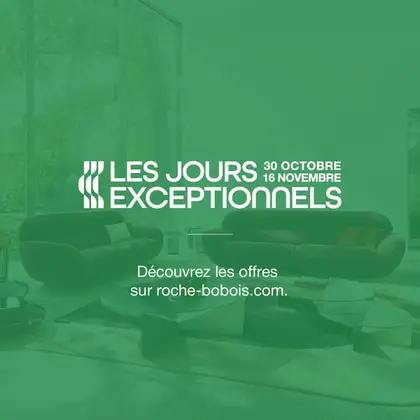 LES JOURS 30 OCTOBRE
16 NOVEMBRE
EXCEPTIONNELS
Découvrez les offres
sur roche-bobois.com.